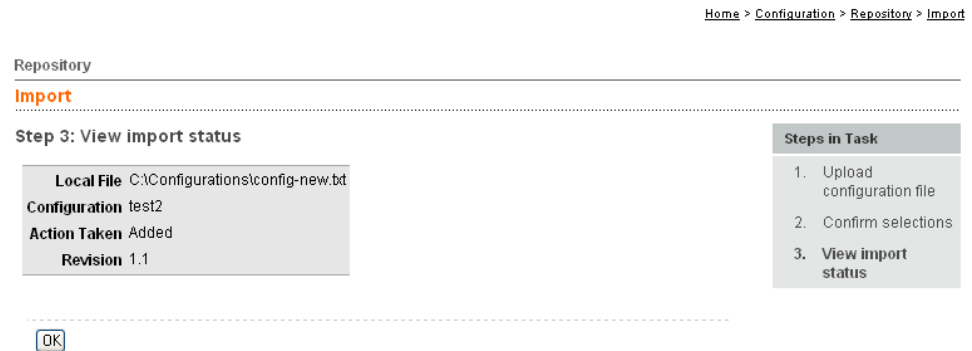 Home > Configuration > Repository > Import
Repository
Import
Step 3: View import status
Local File C:\Configurations\config-new.txt
Configuration test2
Action Taken Added
Revision 1.1
Steps in Task
1. Upload
configuration file
2. Confirm selections
3. View import
status
OK